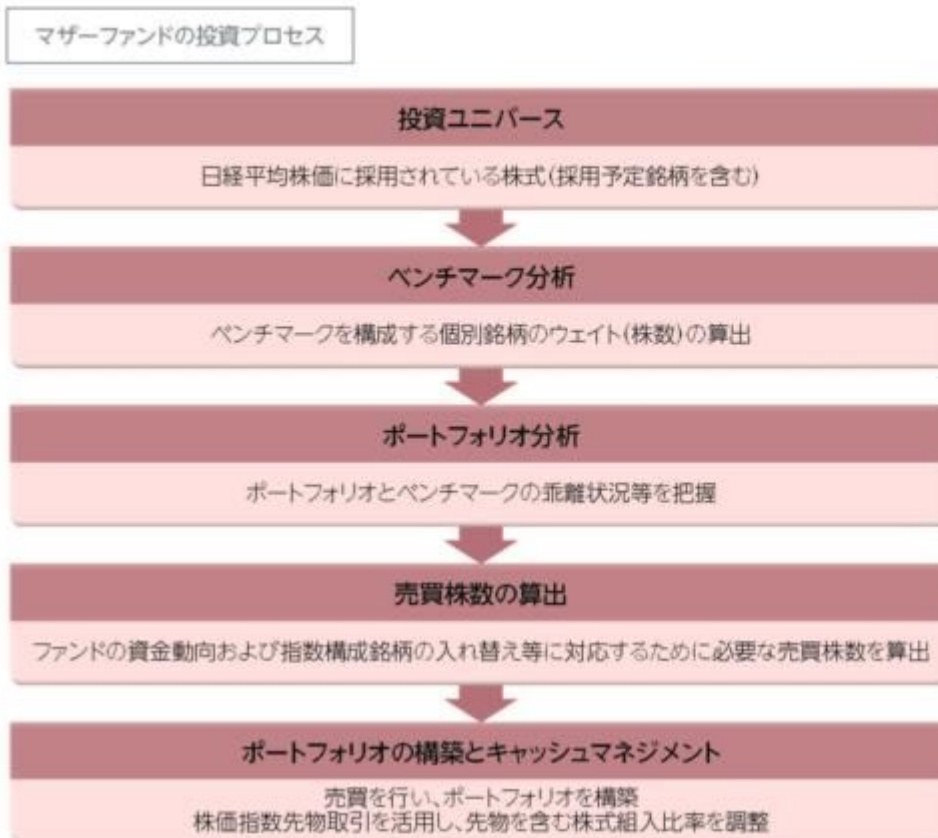 マザーファンドの投資プロセス
投資ユニバース
日経平均株価に採用されている株式(採用予定銘柄を含む)
ベンチマーク分析
ベンチマークを構成する個別銘柄のウェイト(株数)の算出
ポートフォリオ分析
ポートフォリオとベンチマークの乖離状況等を把握
売買株数の算出
ファンドの資金動向および指数構成銘柄の入れ替え等に対応するために必要な売買株数を算出
ポートフォリオの構築とキャッシュマネジメント
売買を行い、ポートフォリオを構築
株価指数先物取引を活用し、先物を含む株式組入比率を調整